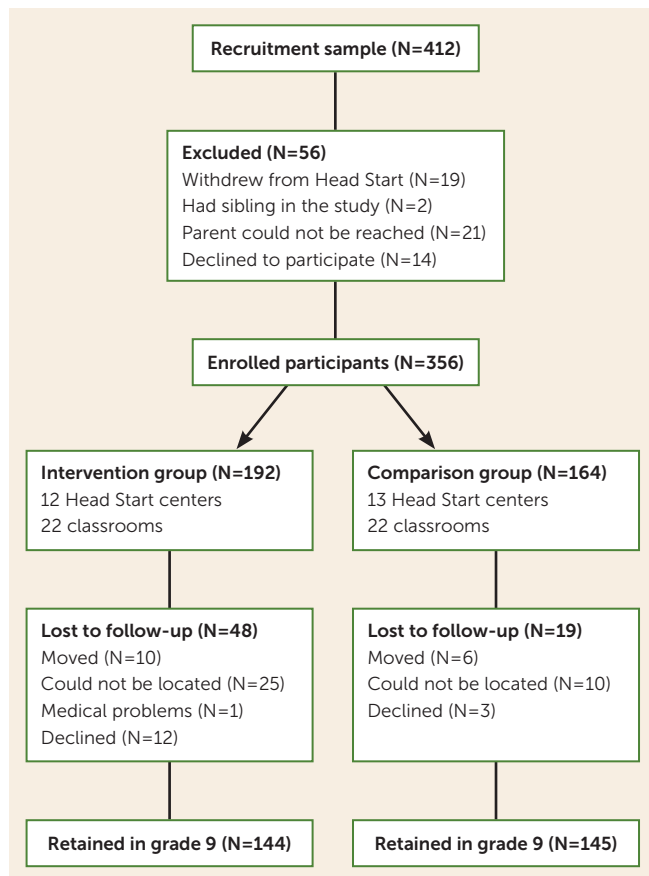 Recruitment sample (N=412)
Excluded (N=56)
Withdrew from Head Start (N=19)
Had sibling in the study (N=2)
Parent could not be reached (N=21)
Declined to participate (N=14)
Enrolled participants (N=356)
Intervention group (N=192)
12 Head Start centers
22 classrooms
Comparison group (N=164)
13 Head Start centers
22 classrooms
Lost to follow-up (N=48)
Moved (N=10)
Could not be located (N=25)
Medical problems (N=1)
Declined (N=12)
Lost to follow-up (N=19)
Moved (N=6)
Could not be located (N=10)
Declined (N=3)
Retained in grade 9 (N=144)
Retained in grade 9 (N=145)